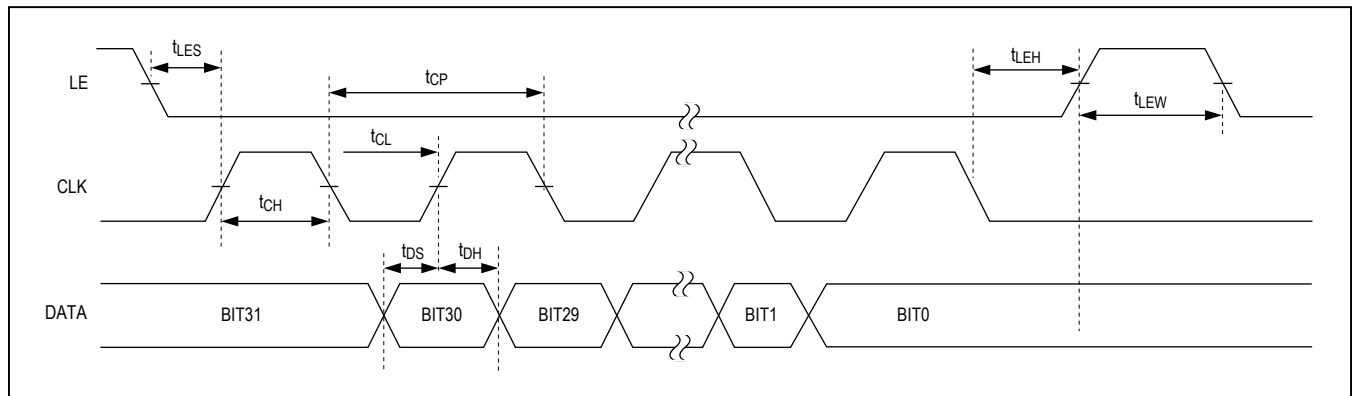 LE
tLES
tCP
tLEH
tLEW
CLK
tCL
tCH
tDS
tDH
DATA
BIT31
BIT30
BIT29
BIT1
BIT0